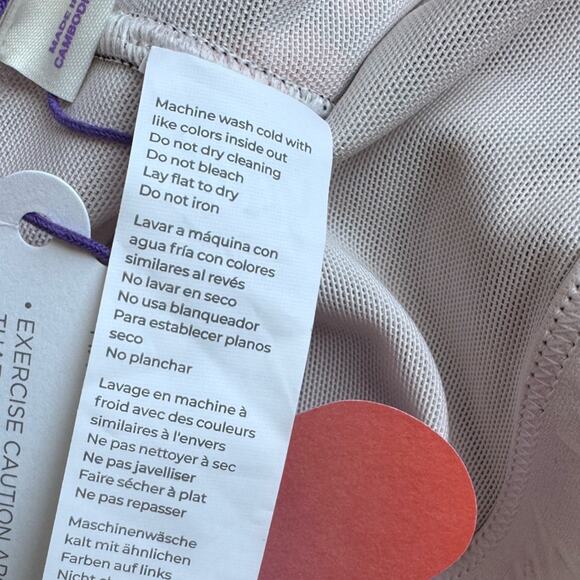 MADE IN
CAMBODI
Machine wash cold with
like colors inside out
Do not dry cleaning
Do not bleach
Lay flat to dry
Do not iron
Lavar a máquina con
agua fría con colores
similares al revés
No lavar en seco
No usa blanqueador
Para establecer planos
seco
No planchar
Lavage en machine à
froid avec des couleurs
similaires à l'envers
Ne pas nettoyer à sec
Ne pas javelliser
Faire sécher à plat
Ne pas repasser
Maschinenwäsche
kalt mit ähnlichen
Farben auf links
Nicht
• EXERCISE CAUTION